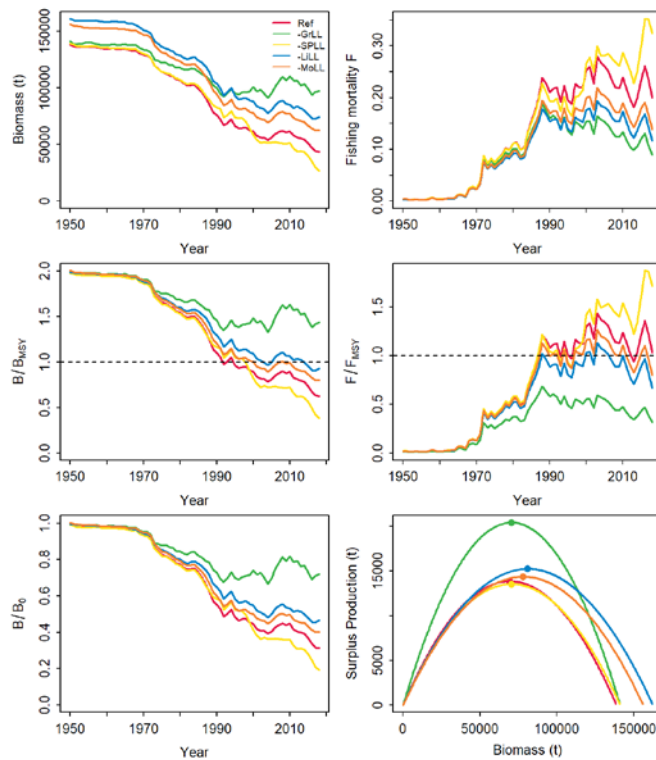 Ref
-GrLL
-SPLL
-LiLL
-MoLL
Biomass (t)
0 50000 100000 150000
1950 1970 1990 2010
Year
Fishing mortality F
0.00 0.10 0.20 0.30
1950 1970 1990 2010
Year
B/BMSY
0.0 0.5 1.0 1.5 2.0
1950 1970 1990 2010
Year
F/FMSY
0.0 0.5 1.0 1.5
1950 1970 1990 2010
Year
B/B0
0.0 0.2 0.4 0.6 0.8 1.0
1950 1970 1990 2010
Year
Surplus Production (t)
0 5000 15000
0 50000 100000 150000
Biomass (t)